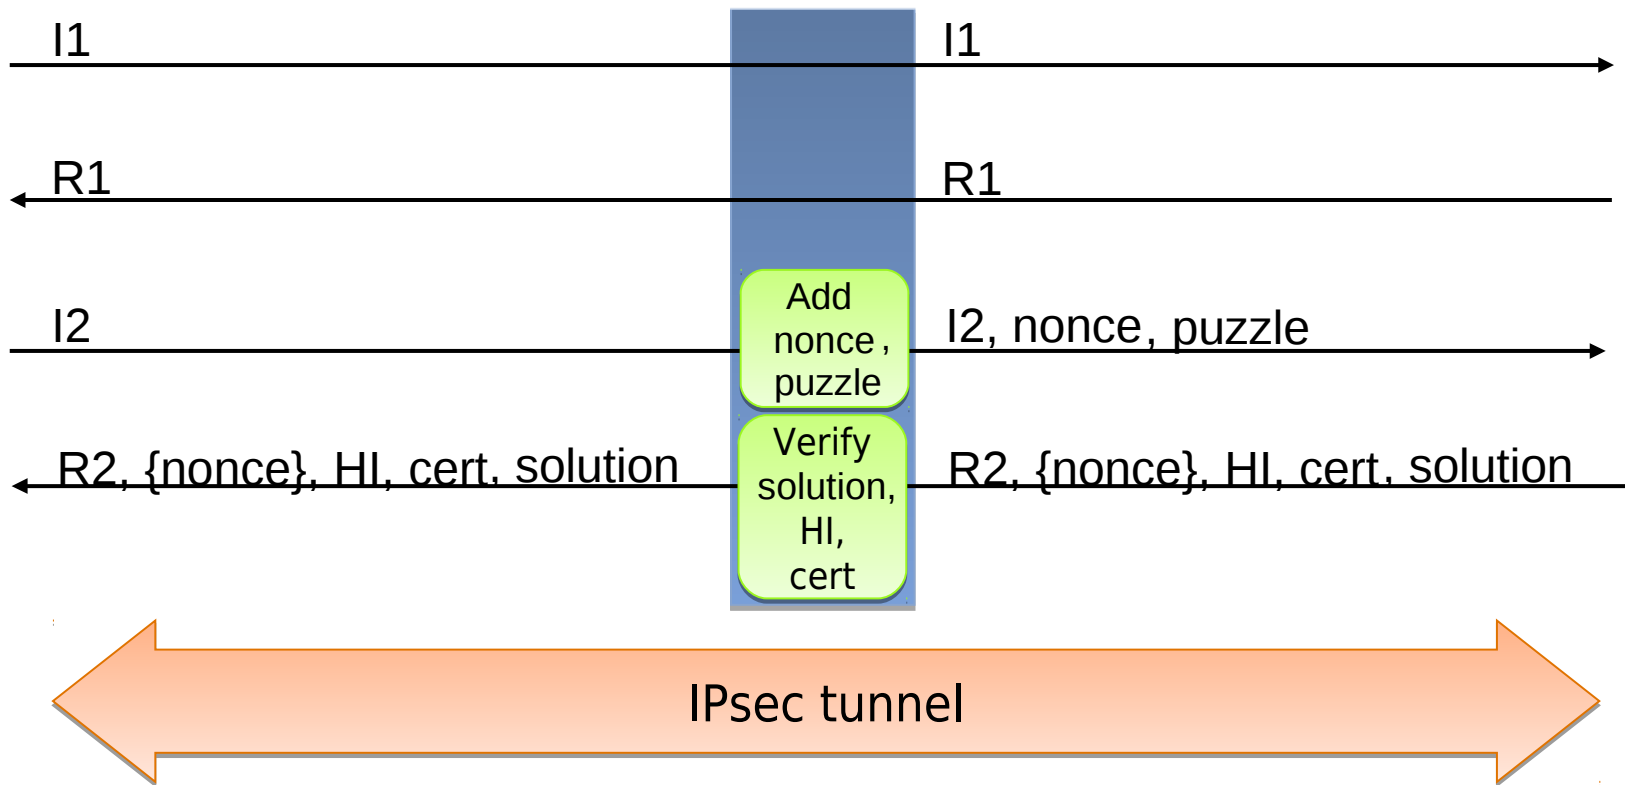 I1 I1
R1 R1
I2
Add
nonce,
puzzle
I2, nonce, puzzle
R2, {nonce}, HI, cert, solution
Verify
solution,
HI,
cert
R2, {nonce}, HI, cert, solution
IPsec tunnel